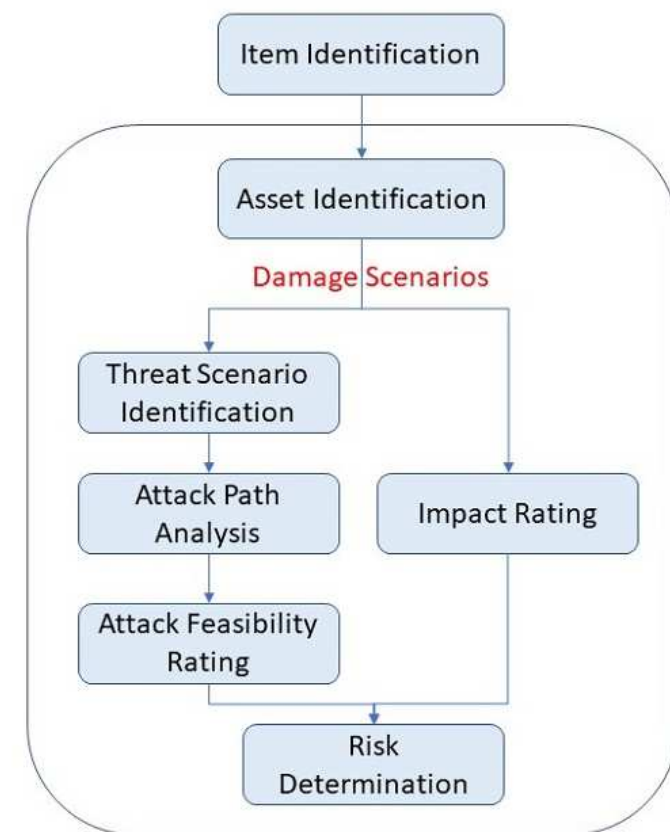 Item Identification
Asset Identification
Damage Scenarios
Threat Scenario
Identification
Attack Path
Analysis
Impact Rating
Attack Feasibility
Rating
Risk
Determination